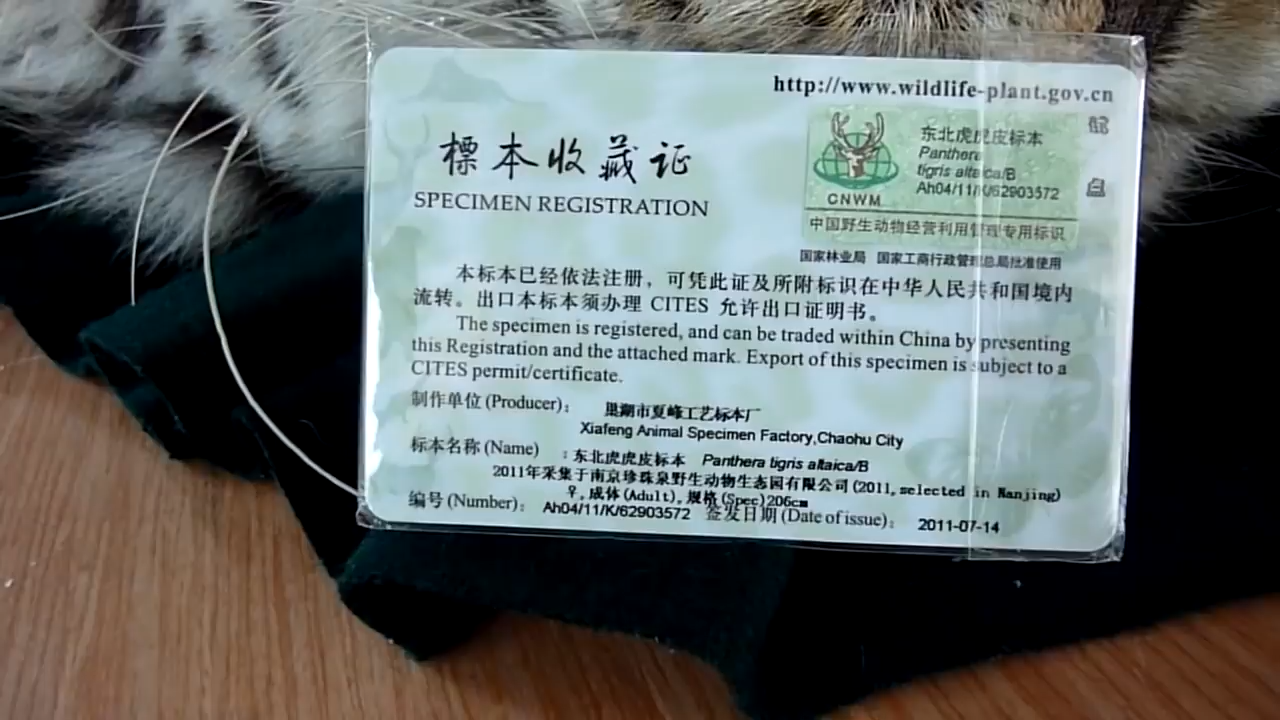 http://www.wildlife-plant.gov.cn
標本收藏证
SPECIMEN REGISTRATION
东北虎虎皮标本
Panthera
tigris altaica/B
Ah04/11/K/62903572
CNWM
中国野生动物经营利用管理专用标识
国家林业局 国家工商行政管理总局批准使用
本标本已经依法注册，可凭此证及所附标识在中华人民共和国境内
流转。出口本标本须办理 CITES 允许出口证明书。
The specimen is registered, and can be traded within China by presenting
this Registration and the attached mark. Export of this specimen is subject to a
CITES permit/certificate.
制作单位 (Producer)： 巢湖市夏峰工艺标本厂
Xiafeng Animal Specimen Factory,Chaohu City
标本名称 (Name) ：东北虎虎皮标本 Panthera tigris altaica/B
2011年采集于南京珍珠泉野生动物生态园有限公司(2011,selected in Nanjing)
♀,成体(Adult),规格(Spec)206cm
编号 (Number)： Ah04/11/K/62903572 签发日期 (Date of issue)： 2011-07-14